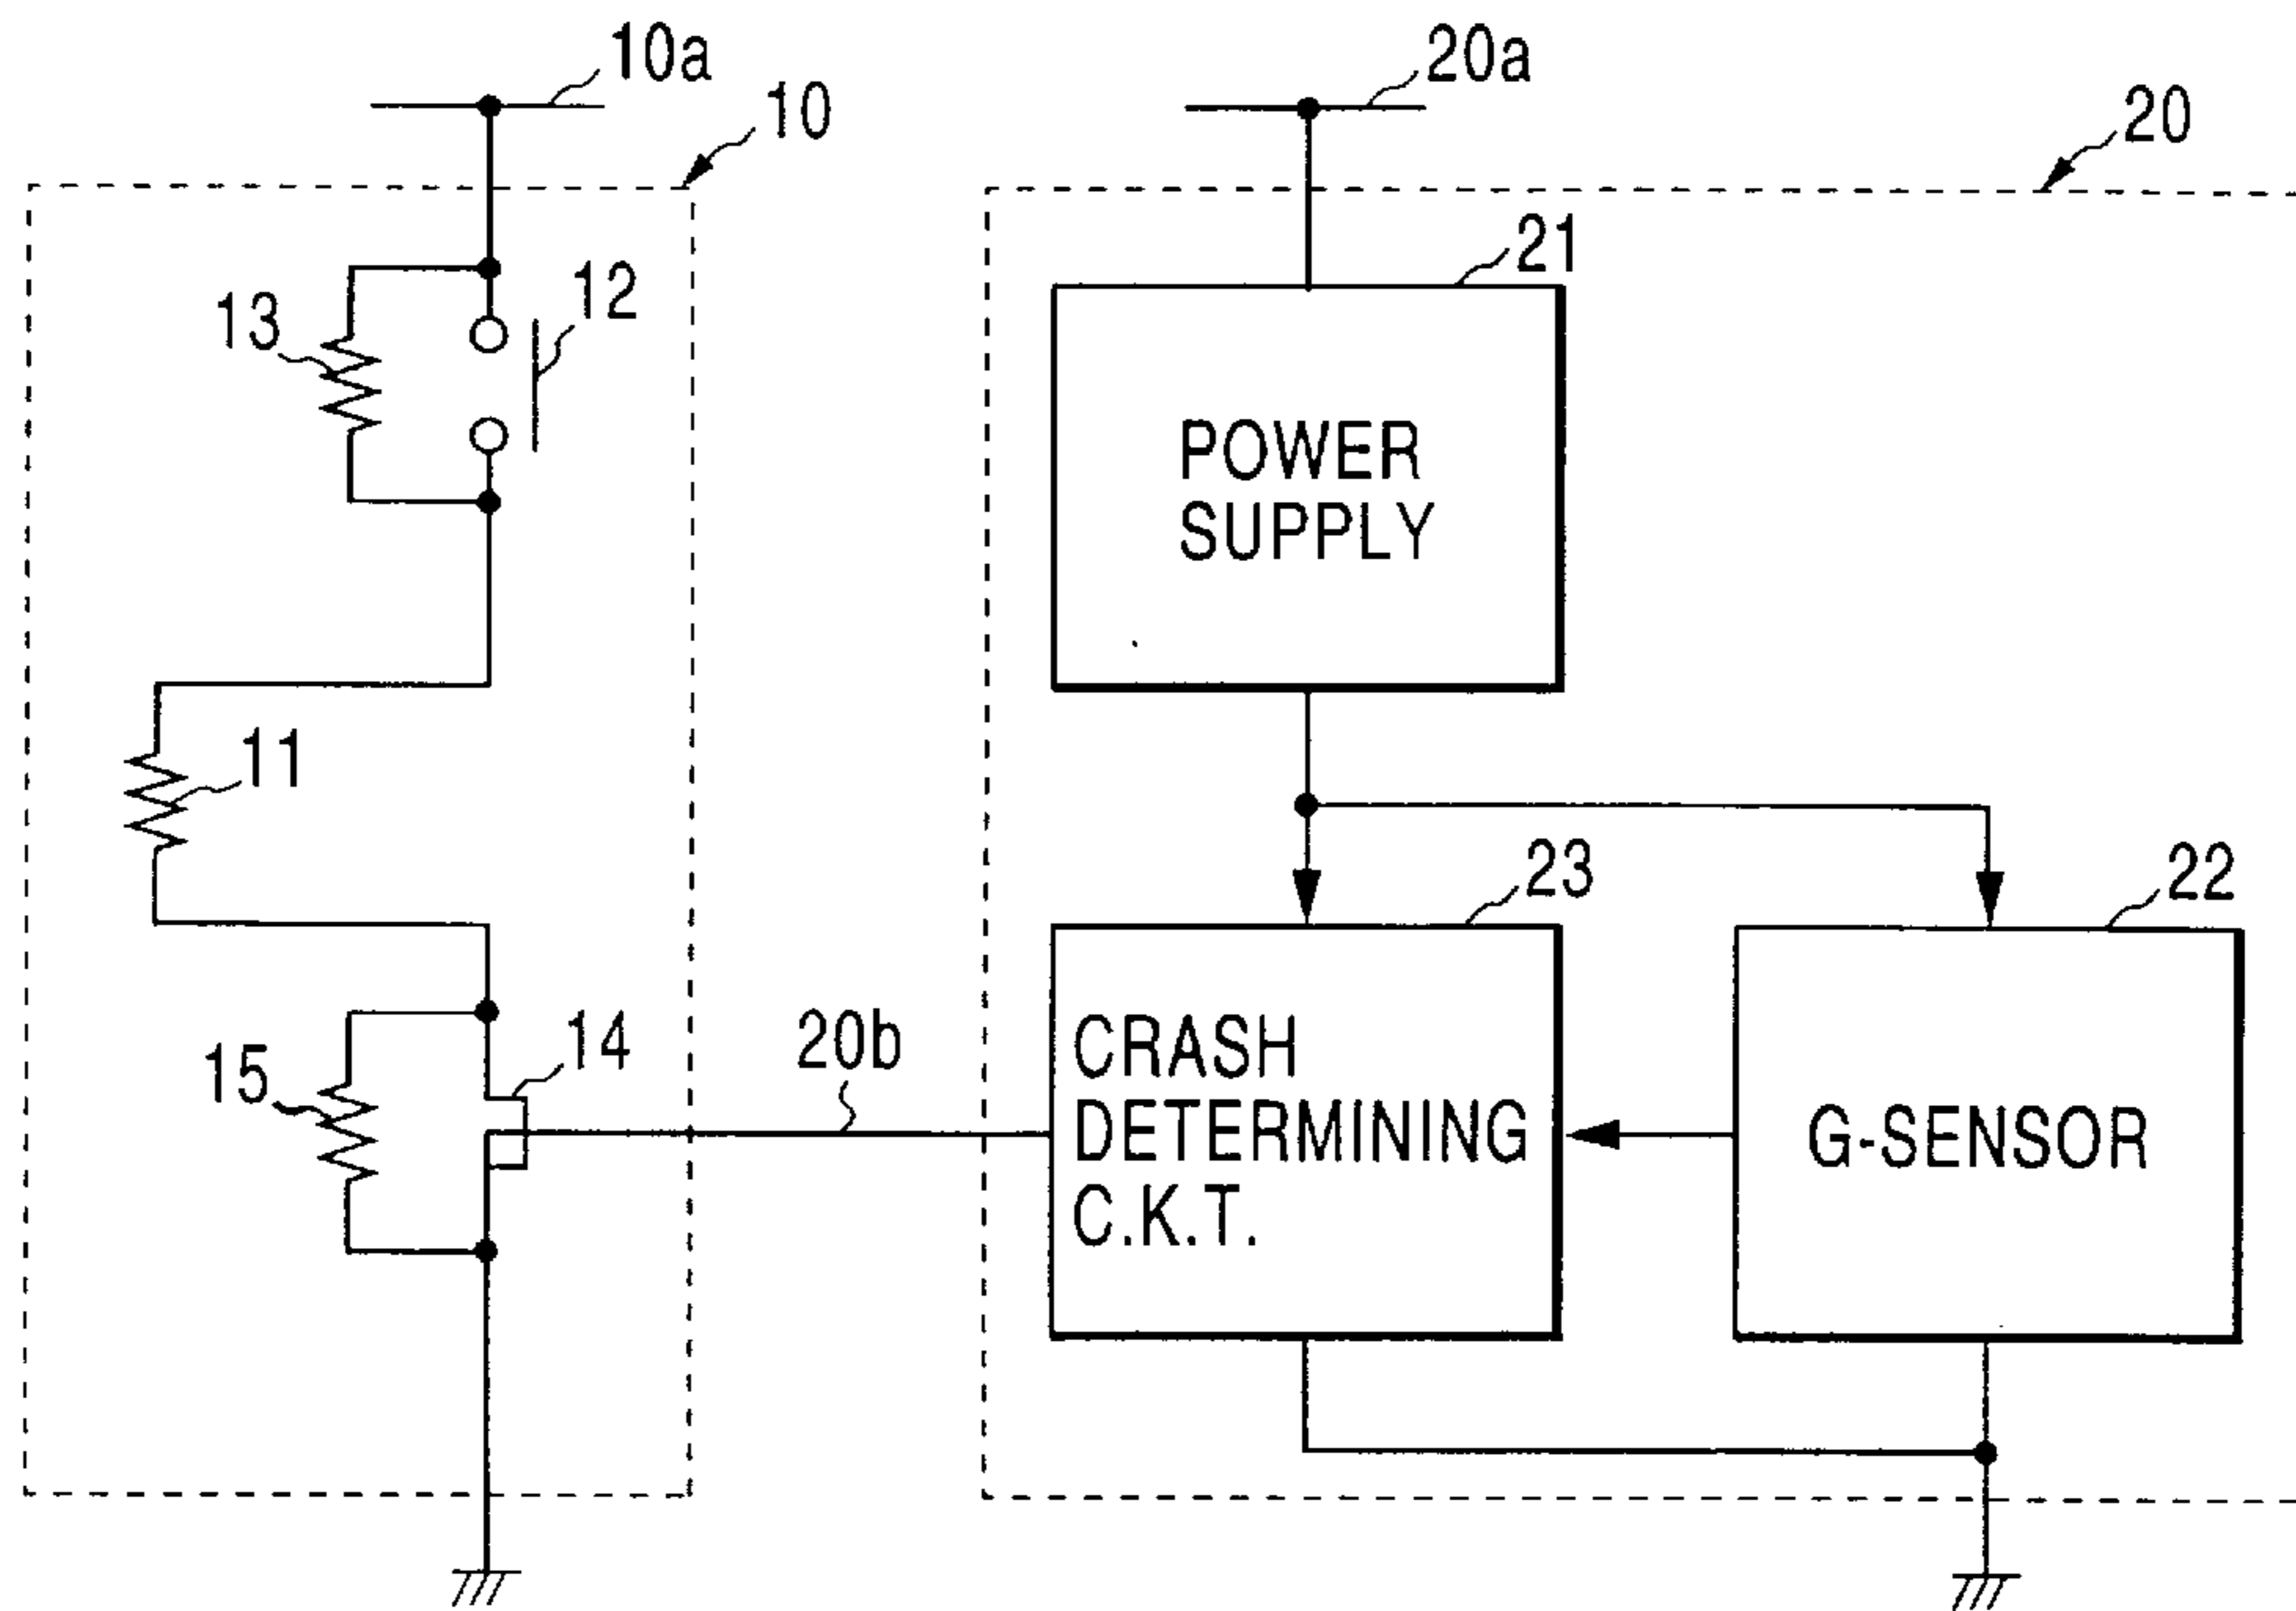 10a
20a
10
20
21
12
13
POWER
SUPPLY
11
23
22
14
20b
15
CRASH
DETERMINING
C.K.T.
G-SENSOR